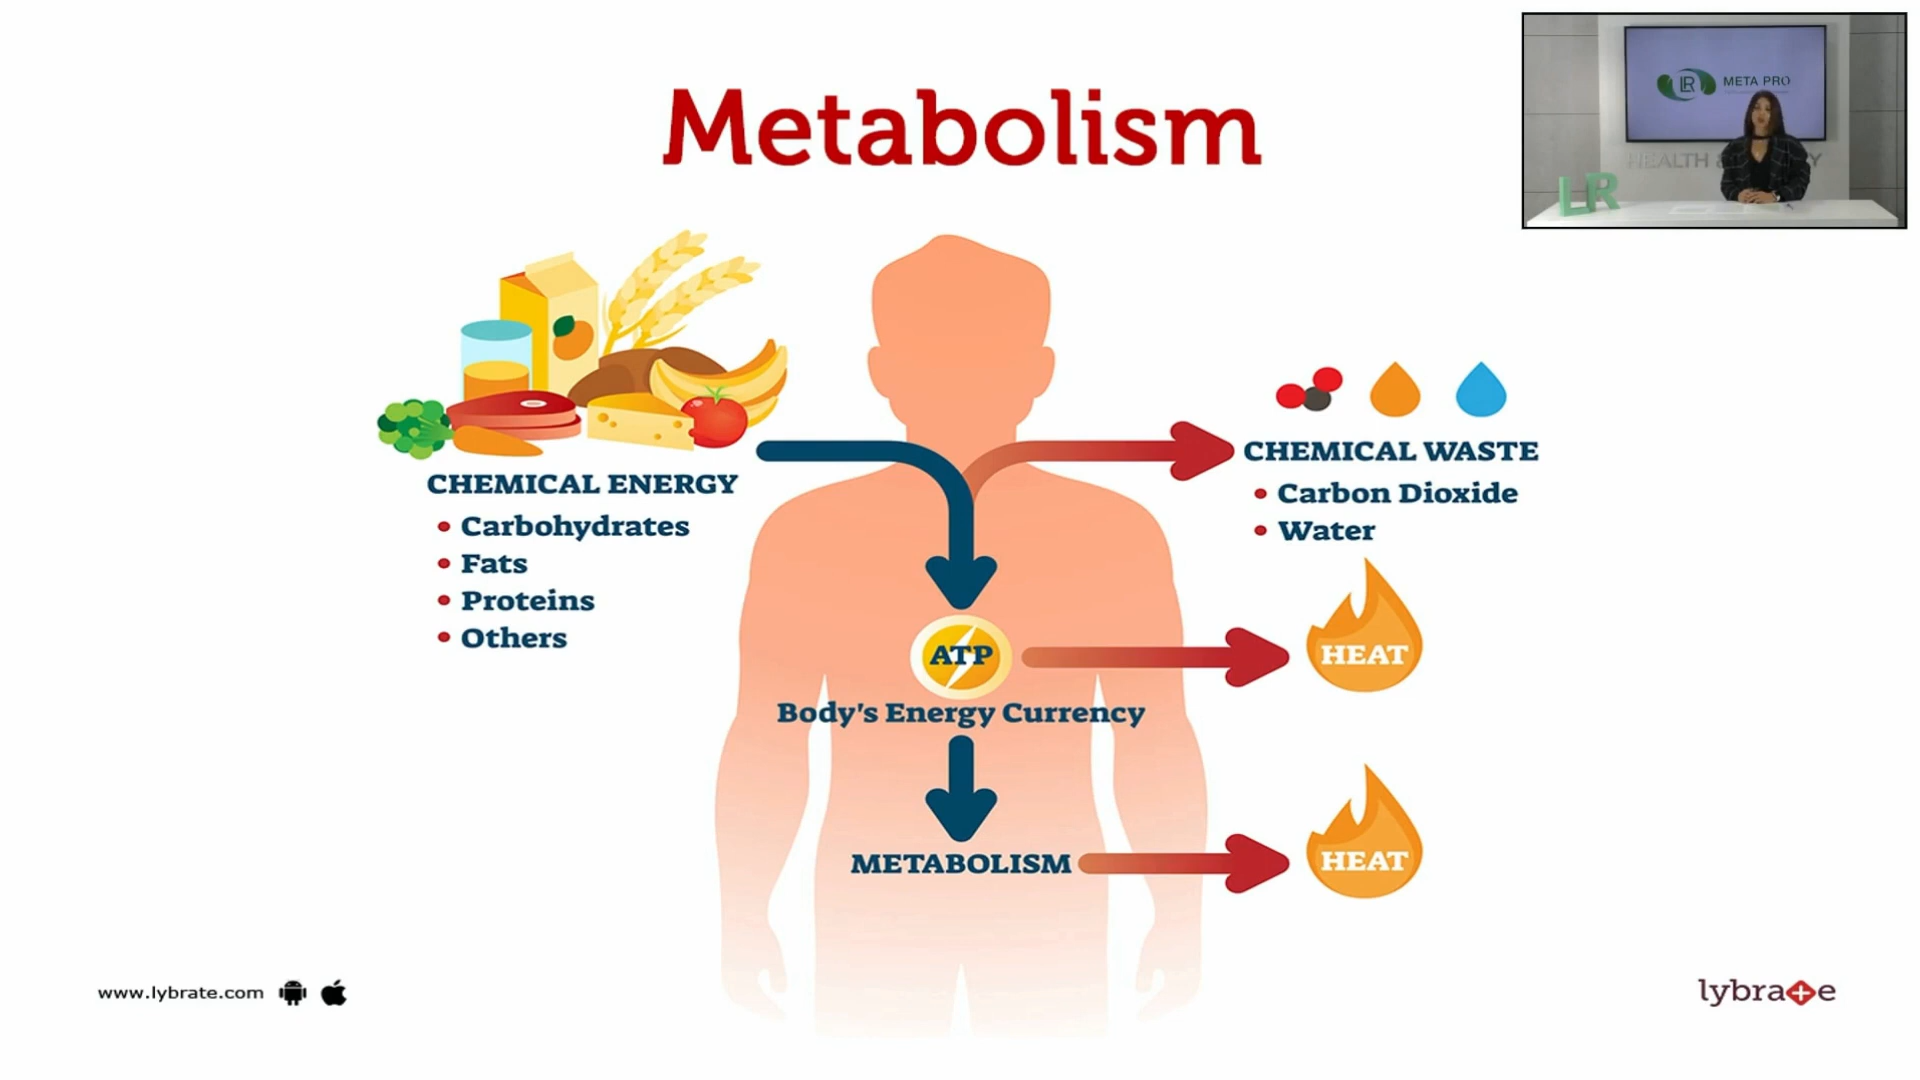 Metabolism
LR
META PRO
HEALTH &
LR
CHEMICAL ENERGY
• Carbohydrates
• Fats
• Proteins
• Others
CHEMICAL WASTE
• Carbon Dioxide
• Water
ATP
HEAT
Body's Energy Currency
METABOLISM
HEAT
www.lybrate.com
lybrate